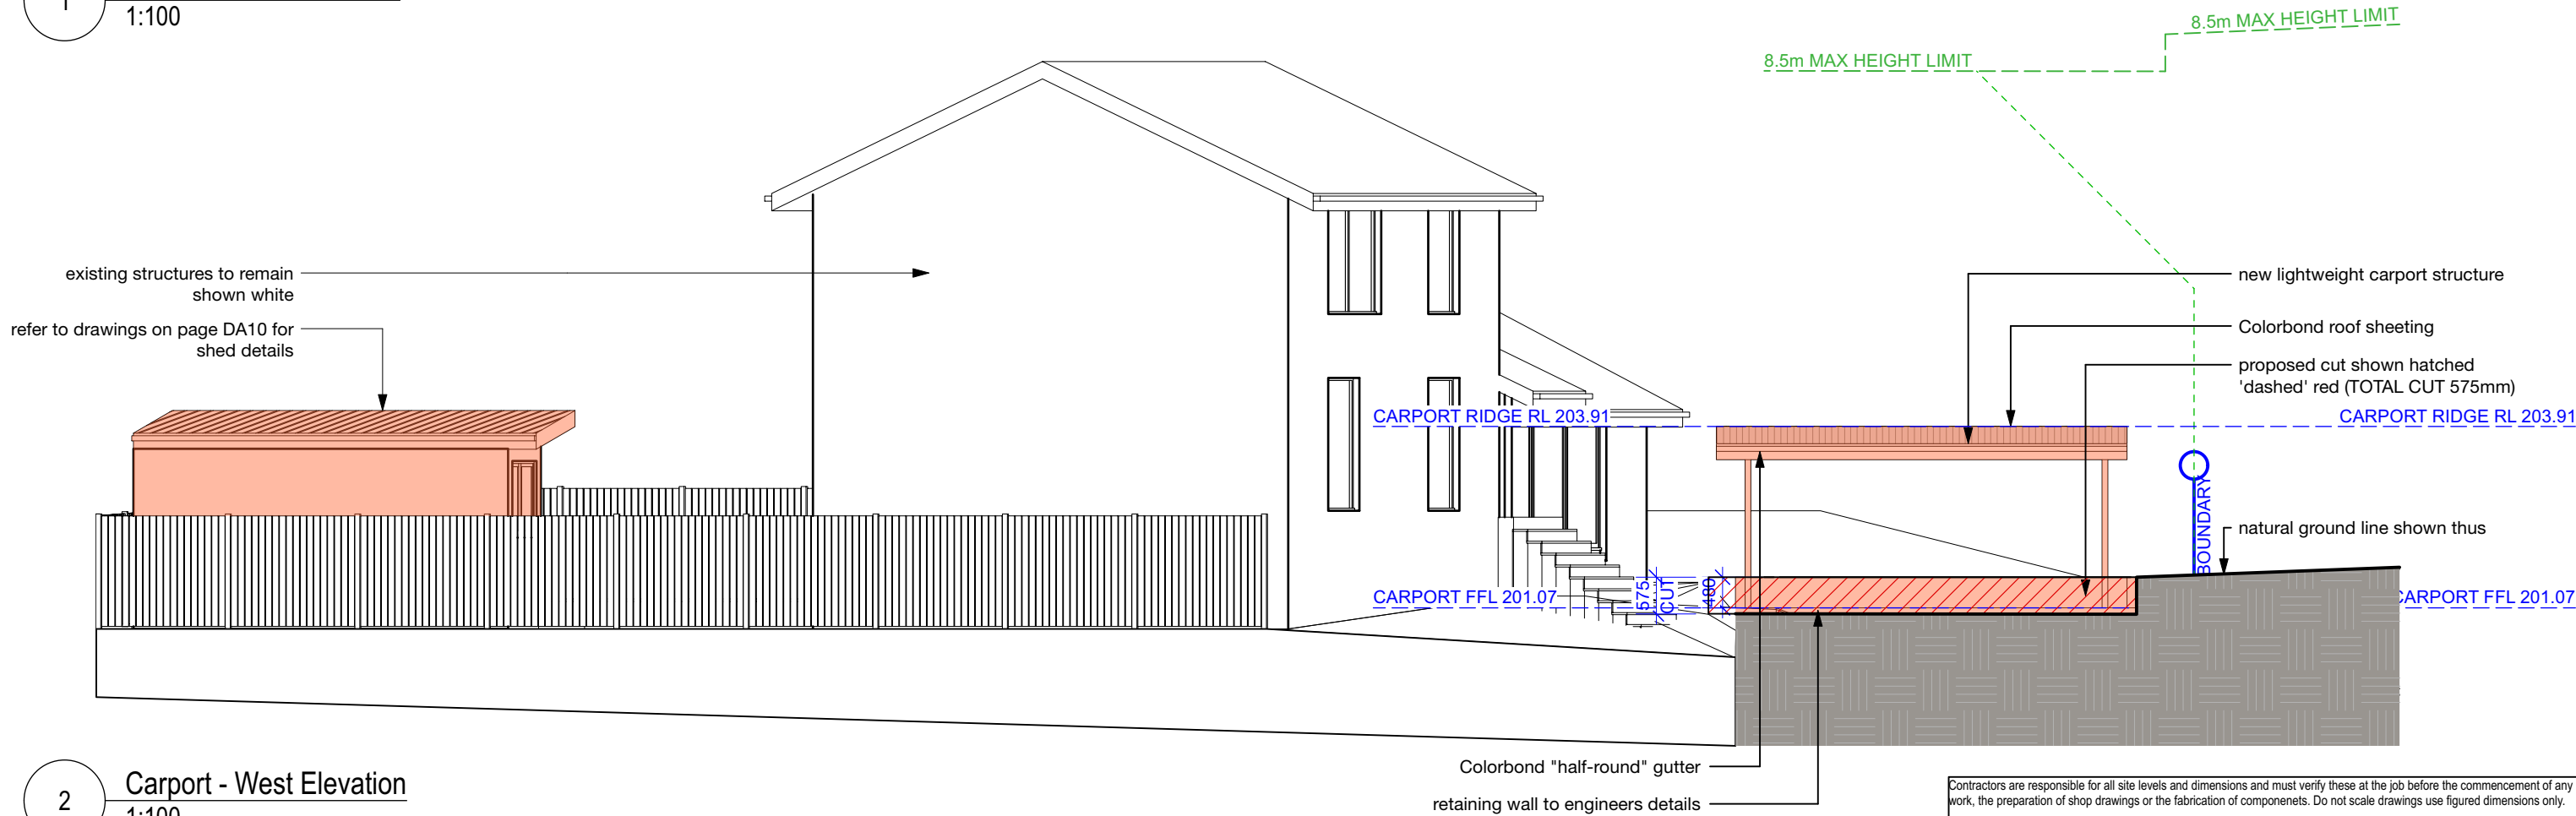 1
1:100
8.5m MAX HEIGHT LIMIT
8.5m MAX HEIGHT LIMIT
existing structures to remain
shown white
refer to drawings on page DA10 for
shed details
new lightweight carport structure
Colorbond roof sheeting
proposed cut shown hatched
'dashed' red (TOTAL CUT 575mm)
CARPORT RIDGE RL 203.91
CARPORT RIDGE RL 203.91
BOUNDARY
natural ground line shown thus
CARPORT FFL 201.07
575
CUT
480
CARPORT FFL 201.07
Colorbond "half-round" gutter
retaining wall to engineers details
2
Carport - West Elevation
1:100
Contractors are responsible for all site levels and dimensions and must verify these at the job before the commencement of any
work, the preparation of shop drawings or the fabrication of componenets. Do not scale drawings use figured dimensions only.